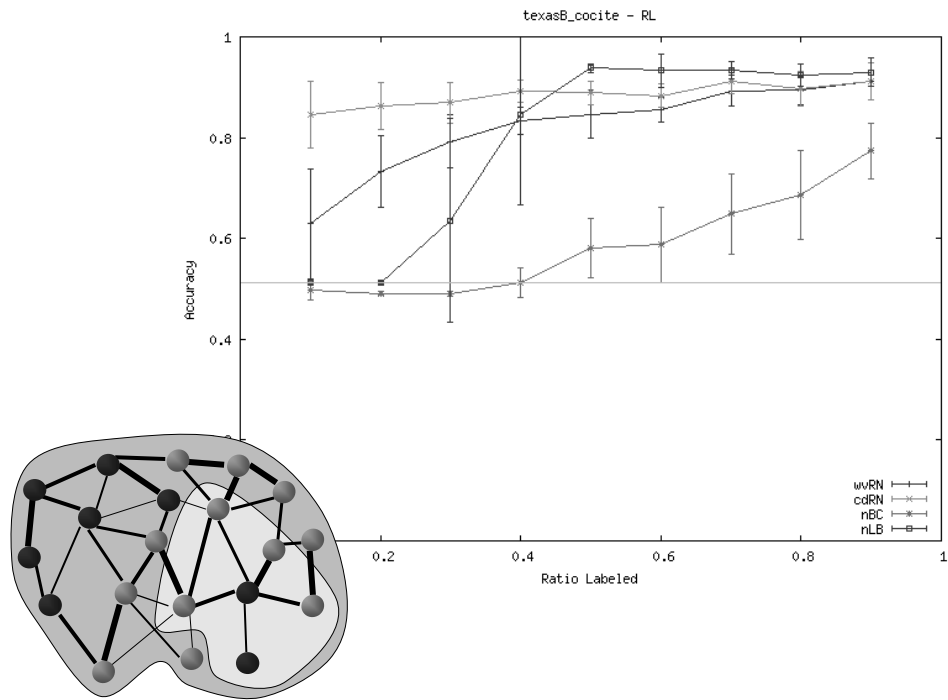 texasB_cocite - RL
1
0.8
0.6
0.4
Accuracy
wvRN
cdRN
nBC
nLB
0.2
0.4
0.6
0.8
1
Ratio Labeled